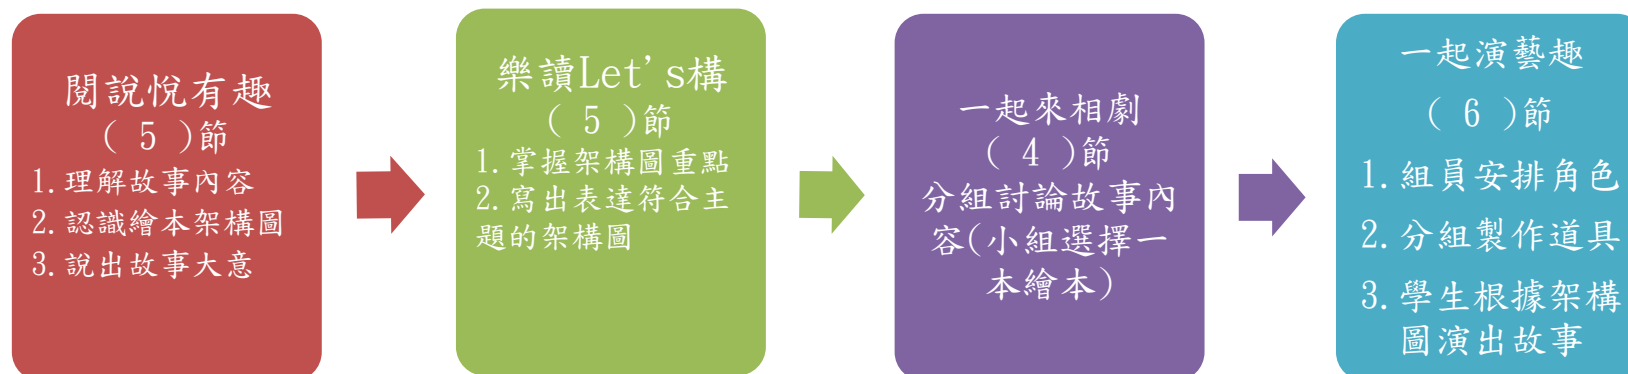 閱說悅有趣
( 5 )節
1.理解故事內容
2.認識繪本架構圖
3.說出故事大意
樂讀Let's構
( 5 )節
1.掌握架構圖重點
2.寫出表達符合主
題的架構圖
一起來相劇
( 4 )節
分組討論故事內
容(小組選擇一
本繪本)
一起演藝趣
( 6 )節
1.組員安排角色
2.分組製作道具
3.學生根據架構
圖演出故事